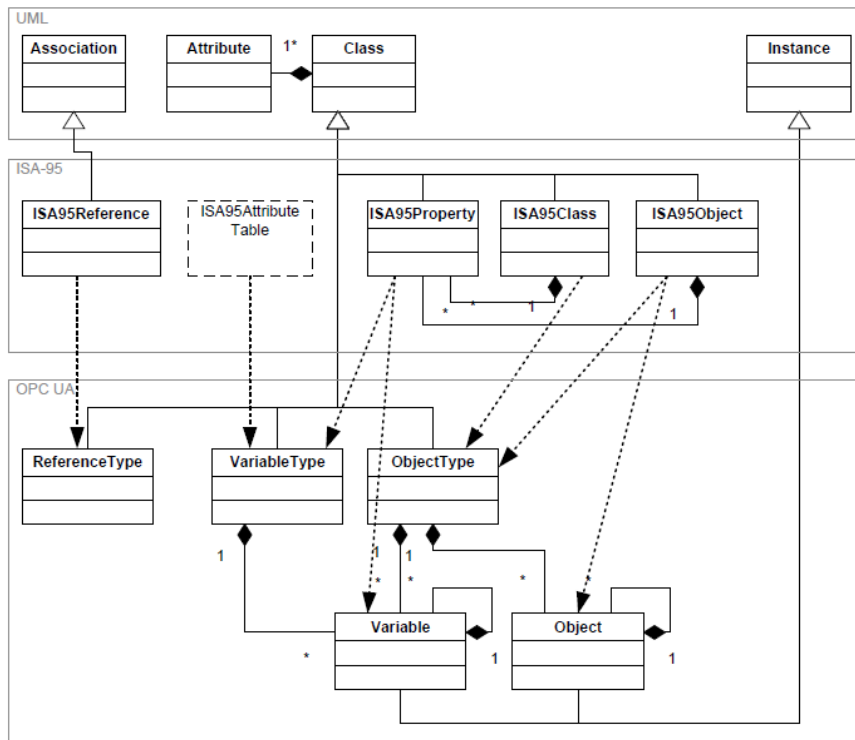 UML
Association
Attribute
1*
Class
Instance
ISA-95
ISA95Reference
ISA95Attribute
Table
ISA95Property
ISA95Class
ISA95Object
*
*
1
1
OPC UA
ReferenceType
VariableType
ObjectType
1
1
1
*
*
*
*
Variable
Object
*
1
1